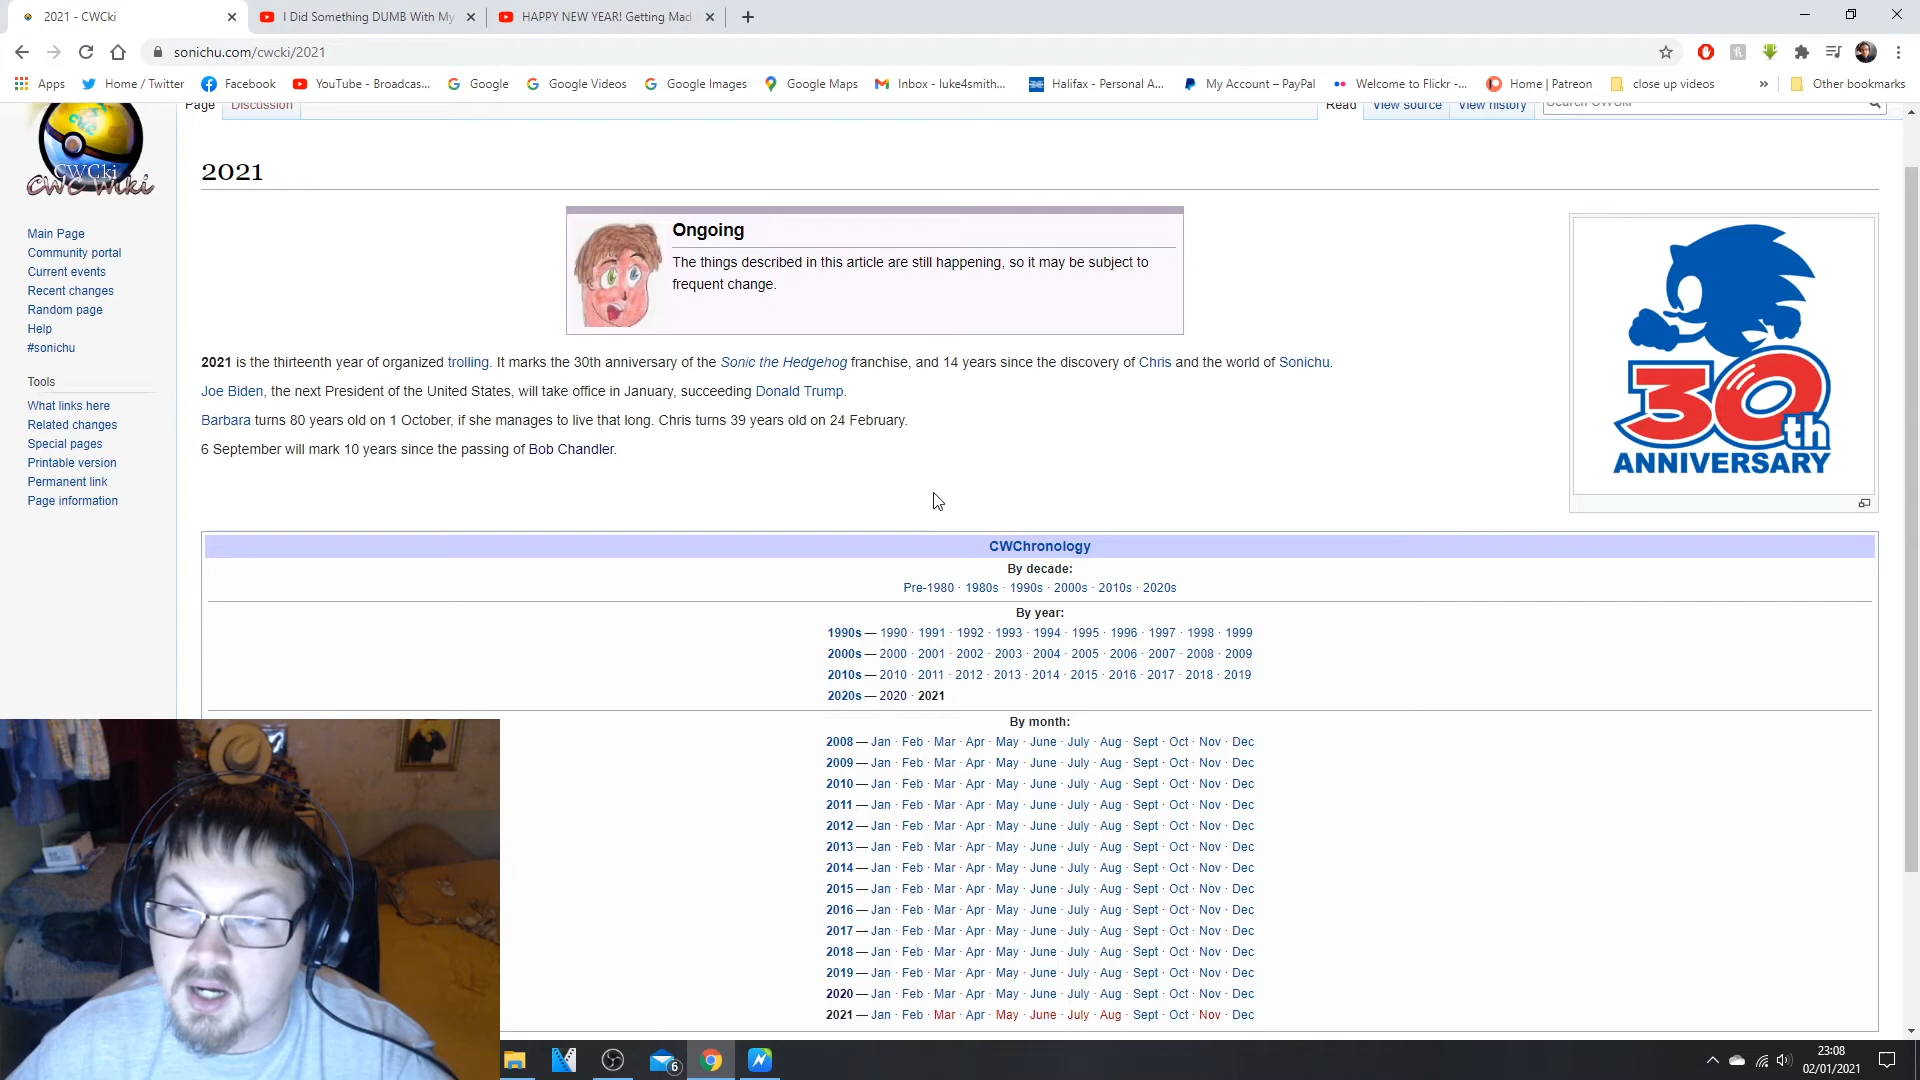 2021 - CWCki
I Did Something DUMB With My
HAPPY NEW YEAR! Getting Mad
sonichu.com/cwcki/2021
Apps
Home / Twitter
Facebook
YouTube - Broadcas...
Google
Google Videos
Google Images
Google Maps
Inbox - luke4smith...
Halifax - Personal A...
My Account – PayPal
Welcome to Flickr -...
Home | Patreon
close up videos
»
Other bookmarks
Page
Discussion
Read
View source
View history
Search CWCki
CWCki
CWC Wiki
2021
Main Page
Community portal
Current events
Recent changes
Random page
Help
#sonichu
Tools
What links here
Related changes
Special pages
Printable version
Permanent link
Page information
Ongoing
The things described in this article are still happening, so it may be subject to
frequent change.
2021 is the thirteenth year of organized trolling. It marks the 30th anniversary of the Sonic the Hedgehog franchise, and 14 years since the discovery of Chris and the world of Sonichu.
Joe Biden, the next President of the United States, will take office in January, succeeding Donald Trump.
Barbara turns 80 years old on 1 October, if she manages to live that long. Chris turns 39 years old on 24 February.
6 September will mark 10 years since the passing of Bob Chandler.
30th
ANNIVERSARY
CWChronology
By decade:
Pre-1980 · 1980s · 1990s · 2000s · 2010s · 2020s
By year:
1990s — 1990 · 1991 · 1992 · 1993 · 1994 · 1995 · 1996 · 1997 · 1998 · 1999
2000s — 2000 · 2001 · 2002 · 2003 · 2004 · 2005 · 2006 · 2007 · 2008 · 2009
2010s — 2010 · 2011 · 2012 · 2013 · 2014 · 2015 · 2016 · 2017 · 2018 · 2019
2020s — 2020 · 2021
By month:
2008 — Jan · Feb · Mar · Apr · May · June · July · Aug · Sept · Oct · Nov · Dec
2009 — Jan · Feb · Mar · Apr · May · June · July · Aug · Sept · Oct · Nov · Dec
2010 — Jan · Feb · Mar · Apr · May · June · July · Aug · Sept · Oct · Nov · Dec
2011 — Jan · Feb · Mar · Apr · May · June · July · Aug · Sept · Oct · Nov · Dec
2012 — Jan · Feb · Mar · Apr · May · June · July · Aug · Sept · Oct · Nov · Dec
2013 — Jan · Feb · Mar · Apr · May · June · July · Aug · Sept · Oct · Nov · Dec
2014 — Jan · Feb · Mar · Apr · May · June · July · Aug · Sept · Oct · Nov · Dec
2015 — Jan · Feb · Mar · Apr · May · June · July · Aug · Sept · Oct · Nov · Dec
2016 — Jan · Feb · Mar · Apr · May · June · July · Aug · Sept · Oct · Nov · Dec
2017 — Jan · Feb · Mar · Apr · May · June · July · Aug · Sept · Oct · Nov · Dec
2018 — Jan · Feb · Mar · Apr · May · June · July · Aug · Sept · Oct · Nov · Dec
2019 — Jan · Feb · Mar · Apr · May · June · July · Aug · Sept · Oct · Nov · Dec
2020 — Jan · Feb · Mar · Apr · May · June · July · Aug · Sept · Oct · Nov · Dec
2021 — Jan · Feb · Mar · Apr · May · June · July · Aug · Sept · Oct · Nov · Dec
6
23:08
02/01/2021